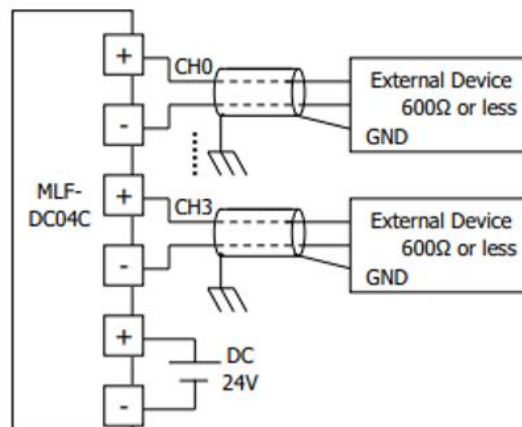 +
CH0
External Device
600Ω or less
GND
-
MLF-
DC04C
+
CH3
External Device
600Ω or less
GND
-
+
DC
24V
-